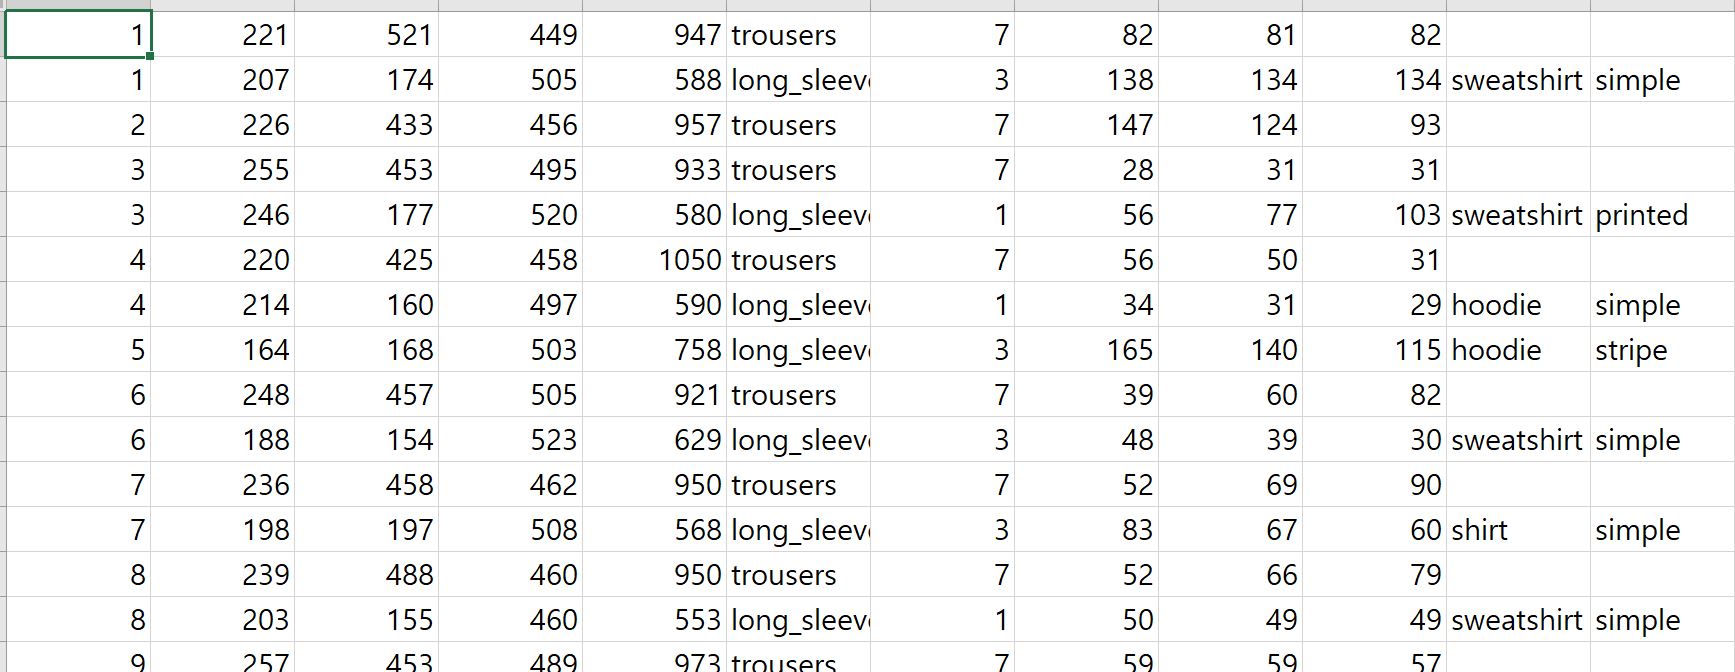 1 221 521 449 947 trousers 7 82 81 82
1 207 174 505 588 long_sleev 3 138 134 134 sweatshirt simple
2 226 433 456 957 trousers 7 147 124 93
3 255 453 495 933 trousers 7 28 31 31
3 246 177 520 580 long_sleev 1 56 77 103 sweatshirt printed
4 220 425 458 1050 trousers 7 56 50 31
4 214 160 497 590 long_sleev 1 34 31 29 hoodie simple
5 164 168 503 758 long_sleev 3 165 140 115 hoodie stripe
6 248 457 505 921 trousers 7 39 60 82
6 188 154 523 629 long_sleev 3 48 39 30 sweatshirt simple
7 236 458 462 950 trousers 7 52 69 90
7 198 197 508 568 long_sleev 3 83 67 60 shirt simple
8 239 488 460 950 trousers 7 52 66 79
8 203 155 460 553 long_sleev 1 50 49 49 sweatshirt simple
9 257 453 489 973 trousers 7 59 59 57